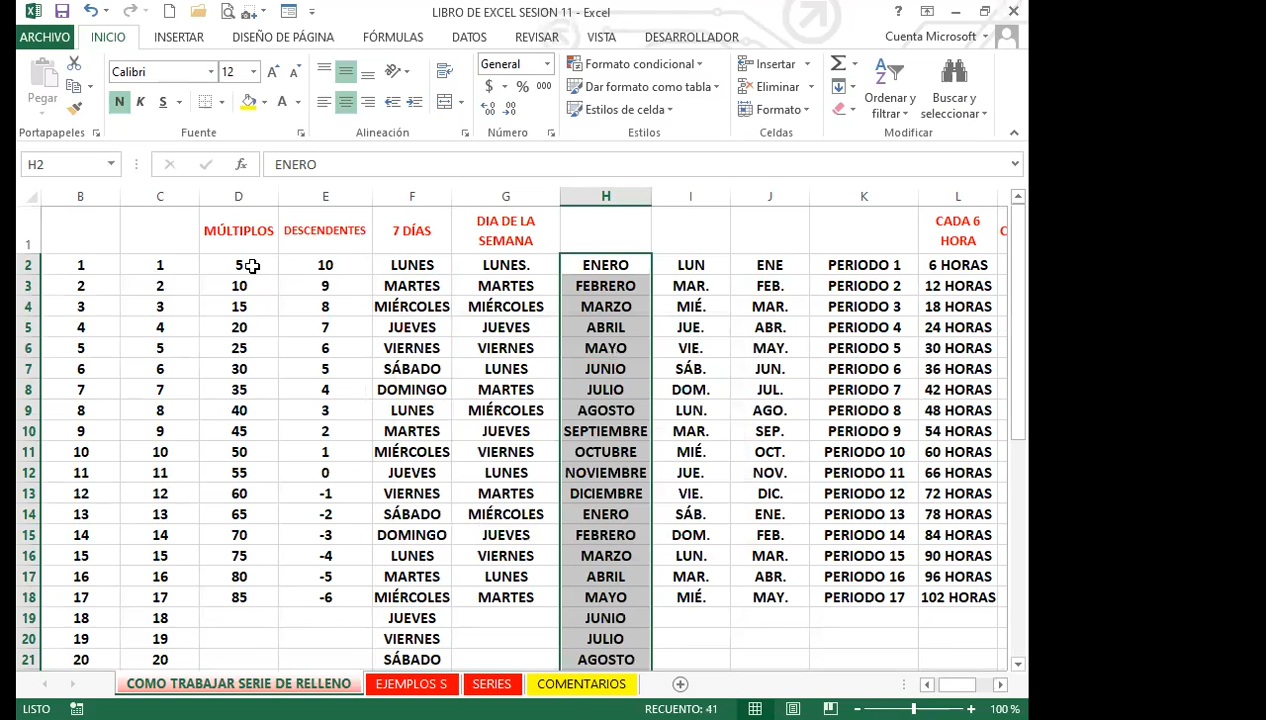 LIBRO DE EXCEL SESION 11 - Excel
ARCHIVO INICIO INSERTAR DISEÑO DE PÁGINA FÓRMULAS DATOS REVISAR VISTA DESARROLLADOR Cuenta Microsoft
Pegar
Calibri 12
N K S
General
$ % 000
Formato condicional
Dar formato como tabla
Estilos de celda
Insertar
Eliminar
Formato
Ordenar y filtrar
Buscar y seleccionar
Portapapeles Fuente Alineación Número Estilos Celdas Modificar
H2 fx ENERO
B C D E F G H I J K L
1 MÚLTIPLOS DESCENDENTES 7 DÍAS DIA DE LA SEMANA CADA 6 HORA C
2 1 1 5 10 LUNES LUNES. ENERO LUN ENE PERIODO 1 6 HORAS
3 2 2 10 9 MARTES MARTES FEBRERO MAR. FEB. PERIODO 2 12 HORAS
4 3 3 15 8 MIÉRCOLES MIÉRCOLES MARZO MIÉ. MAR. PERIODO 3 18 HORAS
5 4 4 20 7 JUEVES JUEVES ABRIL JUE. ABR. PERIODO 4 24 HORAS
6 5 5 25 6 VIERNES VIERNES MAYO VIE. MAY. PERIODO 5 30 HORAS
7 6 6 30 5 SÁBADO LUNES JUNIO SÁB. JUN. PERIODO 6 36 HORAS
8 7 7 35 4 DOMINGO MARTES JULIO DOM. JUL. PERIODO 7 42 HORAS
9 8 8 40 3 LUNES MIÉRCOLES AGOSTO LUN. AGO. PERIODO 8 48 HORAS
10 9 9 45 2 MARTES JUEVES SEPTIEMBRE MAR. SEP. PERIODO 9 54 HORAS
11 10 10 50 1 MIÉRCOLES VIERNES OCTUBRE MIÉ. OCT. PERIODO 10 60 HORAS
12 11 11 55 0 JUEVES LUNES NOVIEMBRE JUE. NOV. PERIODO 11 66 HORAS
13 12 12 60 -1 VIERNES MARTES DICIEMBRE VIE. DIC. PERIODO 12 72 HORAS
14 13 13 65 -2 SÁBADO MIÉRCOLES ENERO SÁB. ENE. PERIODO 13 78 HORAS
15 14 14 70 -3 DOMINGO JUEVES FEBRERO DOM. FEB. PERIODO 14 84 HORAS
16 15 15 75 -4 LUNES VIERNES MARZO LUN. MAR. PERIODO 15 90 HORAS
17 16 16 80 -5 MARTES LUNES ABRIL MAR. ABR. PERIODO 16 96 HORAS
18 17 17 85 -6 MIÉRCOLES MARTES MAYO MIÉ. MAY. PERIODO 17 102 HORAS
19 18 18 JUEVES JUNIO
20 19 19 VIERNES JULIO
21 20 20 SÁBADO AGOSTO
COMO TRABAJAR SERIE DE RELLENO EJEMPLOS S SERIES COMENTARIOS
LISTO RECUENTO: 41 100 %